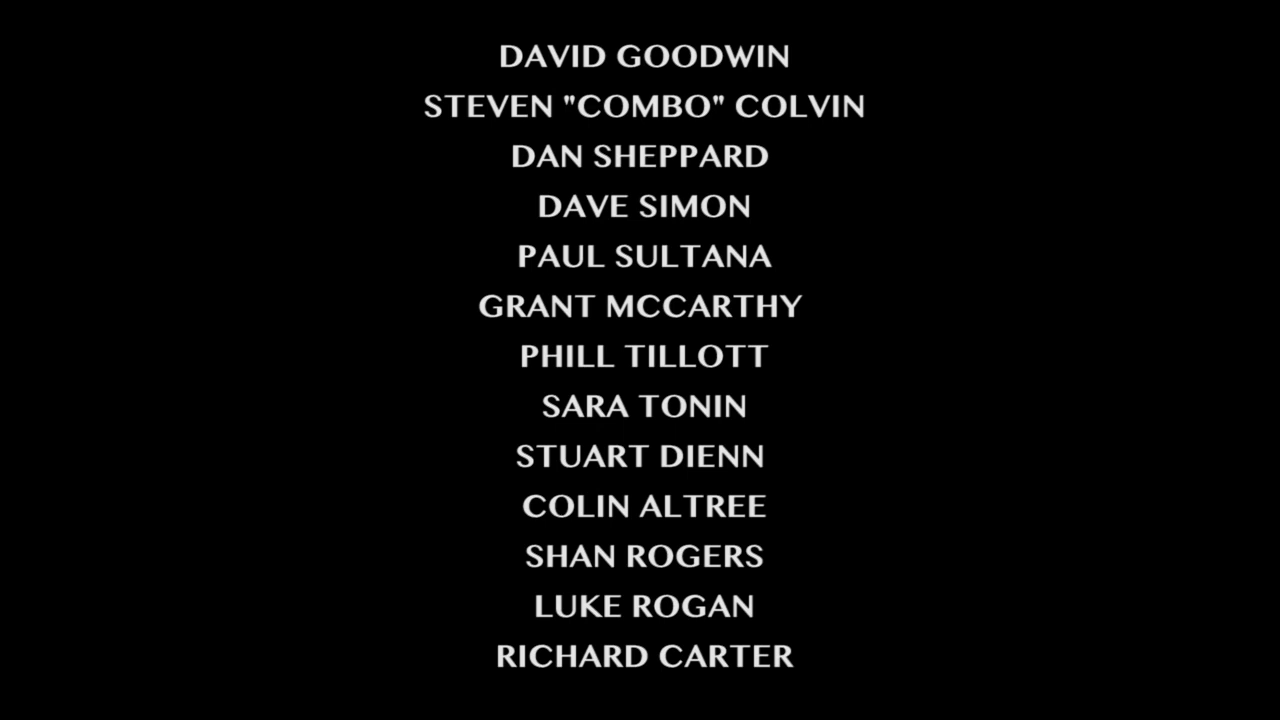 DAVID GOODWIN
STEVEN "COMBO" COLVIN
DAN SHEPPARD
DAVE SIMON
PAUL SULTANA
GRANT MCCARTHY
PHILL TILLOTT
SARA TONIN
STUART DIENN
COLIN ALTREE
SHAN ROGERS
LUKE ROGAN
RICHARD CARTER